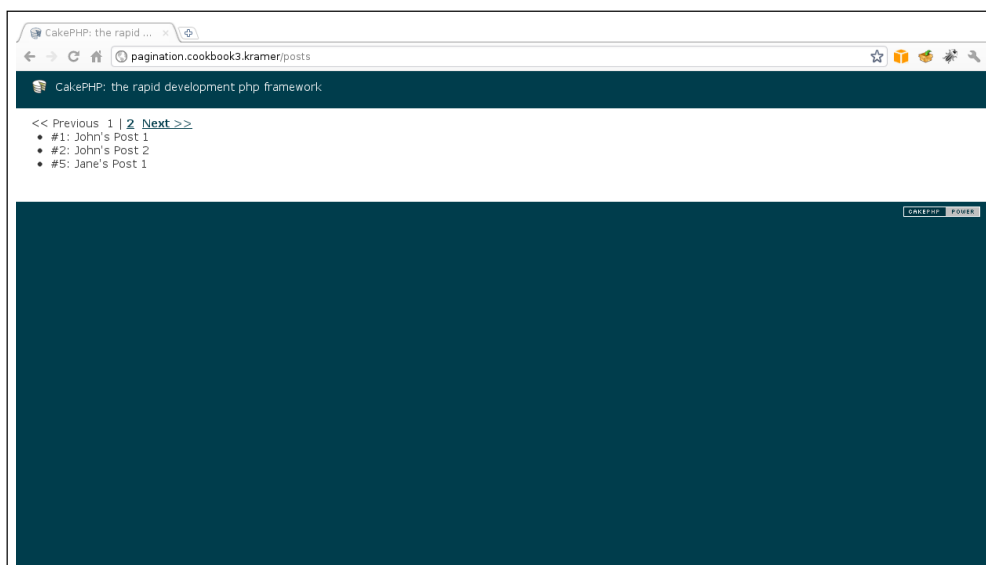 CakePHP: the rapid ...
pagination.cookbook3.kramer/posts
CakePHP: the rapid development php framework
<< Previous 1 | 2 Next >>
#1: John's Post 1
#2: John's Post 2
#5: Jane's Post 1
CAKEPHP POWER